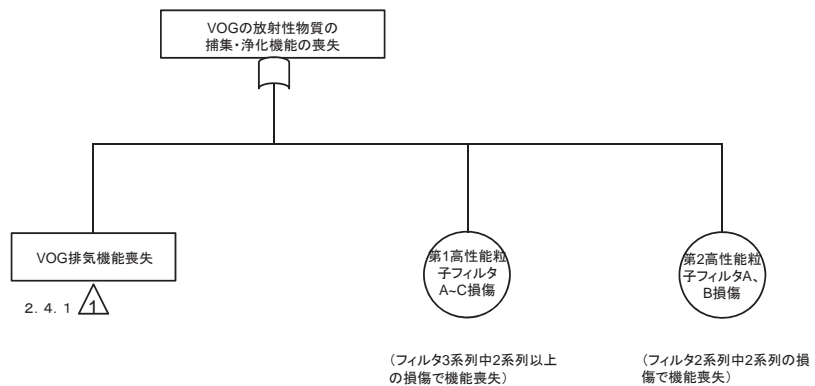 VOGの放射性物質の
捕集・浄化機能の喪失
VOG排気機能喪失
2.4.1
1
第1高性能粒
子フィルタ
A~C損傷
第2高性能粒
子フィルタA、
B損傷
（フィルタ3系列中2系列以上
の損傷で機能喪失）
（フィルタ2系列中2系列の損
傷で機能喪失）